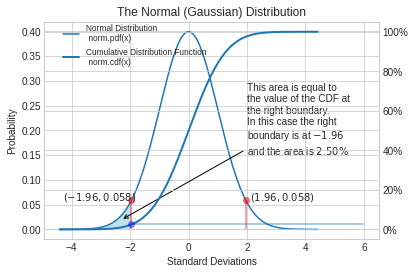 The Normal (Gaussian) Distribution
Normal Distribution
norm.pdf(x)
Cumulative Distribution Function
norm.cdf(x)
This area is equal to
the value of the CDF at
the right boundary.
In this case the right
boundary is at −1.96
and the area is 2.50%
(−1.96, 0.058)
(1.96, 0.058)
0.40
0.35
0.30
0.25
0.20
0.15
0.10
0.05
0.00
Probability
100%
80%
60%
40%
20%
0%
−4
−2
0
2
4
6
Standard Deviations